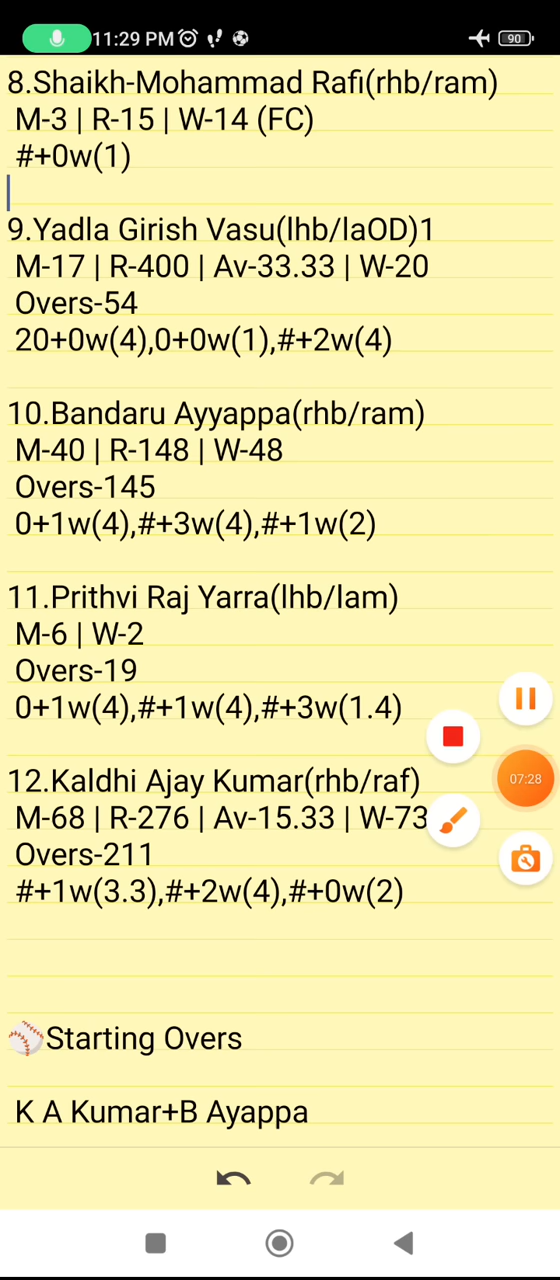 11:29 PM
90
8.Shaikh-Mohammad Rafi(rhb/ram)
M-3 | R-15 | W-14 (FC)
#+0w(1)
9.Yadla Girish Vasu(lhb/laOD)1
M-17 | R-400 | Av-33.33 | W-20
Overs-54
20+0w(4),0+0w(1),#+2w(4)
10.Bandaru Ayyappa(rhb/ram)
M-40 | R-148 | W-48
Overs-145
0+1w(4),#+3w(4),#+1w(2)
11.Prithvi Raj Yarra(lhb/lam)
M-6 | W-2
Overs-19
0+1w(4),#+1w(4),#+3w(1.4)
07:28
12.Kaldhi Ajay Kumar(rhb/raf)
M-68 | R-276 | Av-15.33 | W-73
Overs-211
#+1w(3.3),#+2w(4),#+0w(2)
Starting Overs
K A Kumar+B Ayappa